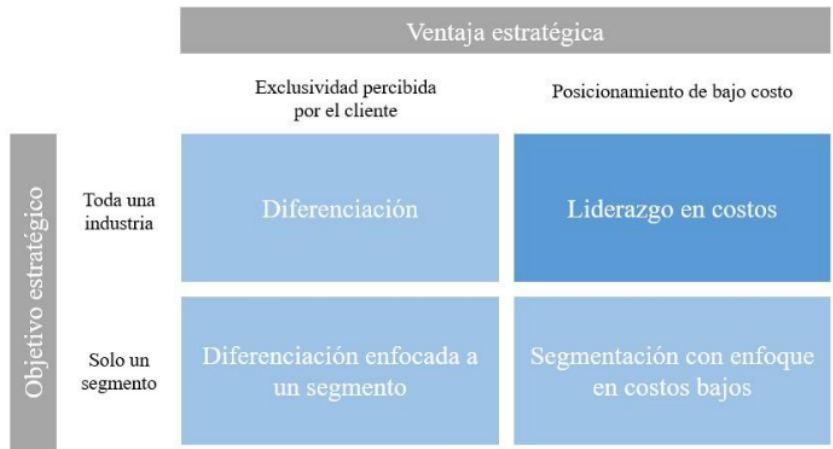 Ventaja estratégica
Exclusividad percibida
por el cliente
Posicionamiento de bajo costo
Objetivo estratégico
Toda una
industria
Diferenciación
Liderazgo en costos
Solo un
segmento
Diferenciación enfocada a
un segmento
Segmentación con enfoque
en costos bajos